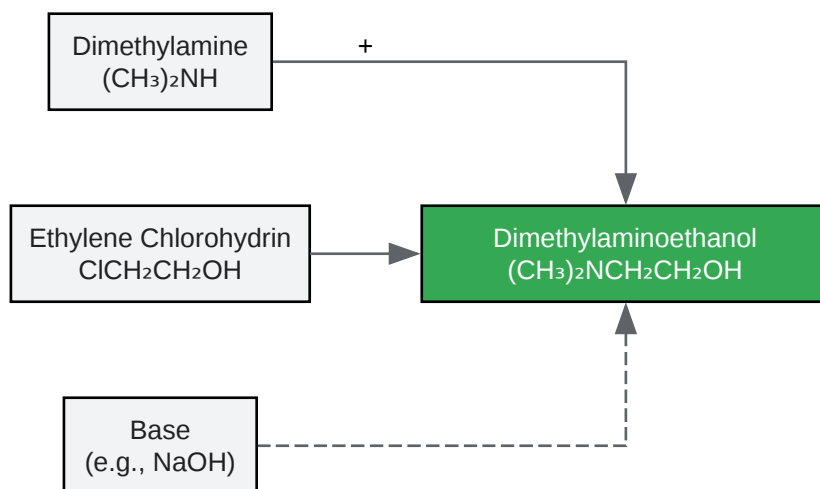 Dimethylamine
(CH₃)₂NH
+
Ethylene Chlorohydrin
ClCH₂CH₂OH
Dimethylaminoethanol
(CH₃)₂NCH₂CH₂OH
Base
(e.g., NaOH)